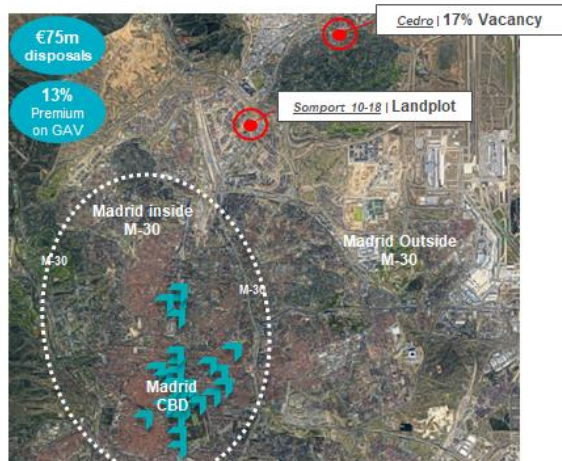 €75m
disposals
Cedro | 17% Vacancy
13%
Premium
on GAV
Somport 10-18 | Landplot
Madrid inside
M-30
Madrid Outside
M-30
M-30
M-30
Madrid
CBD